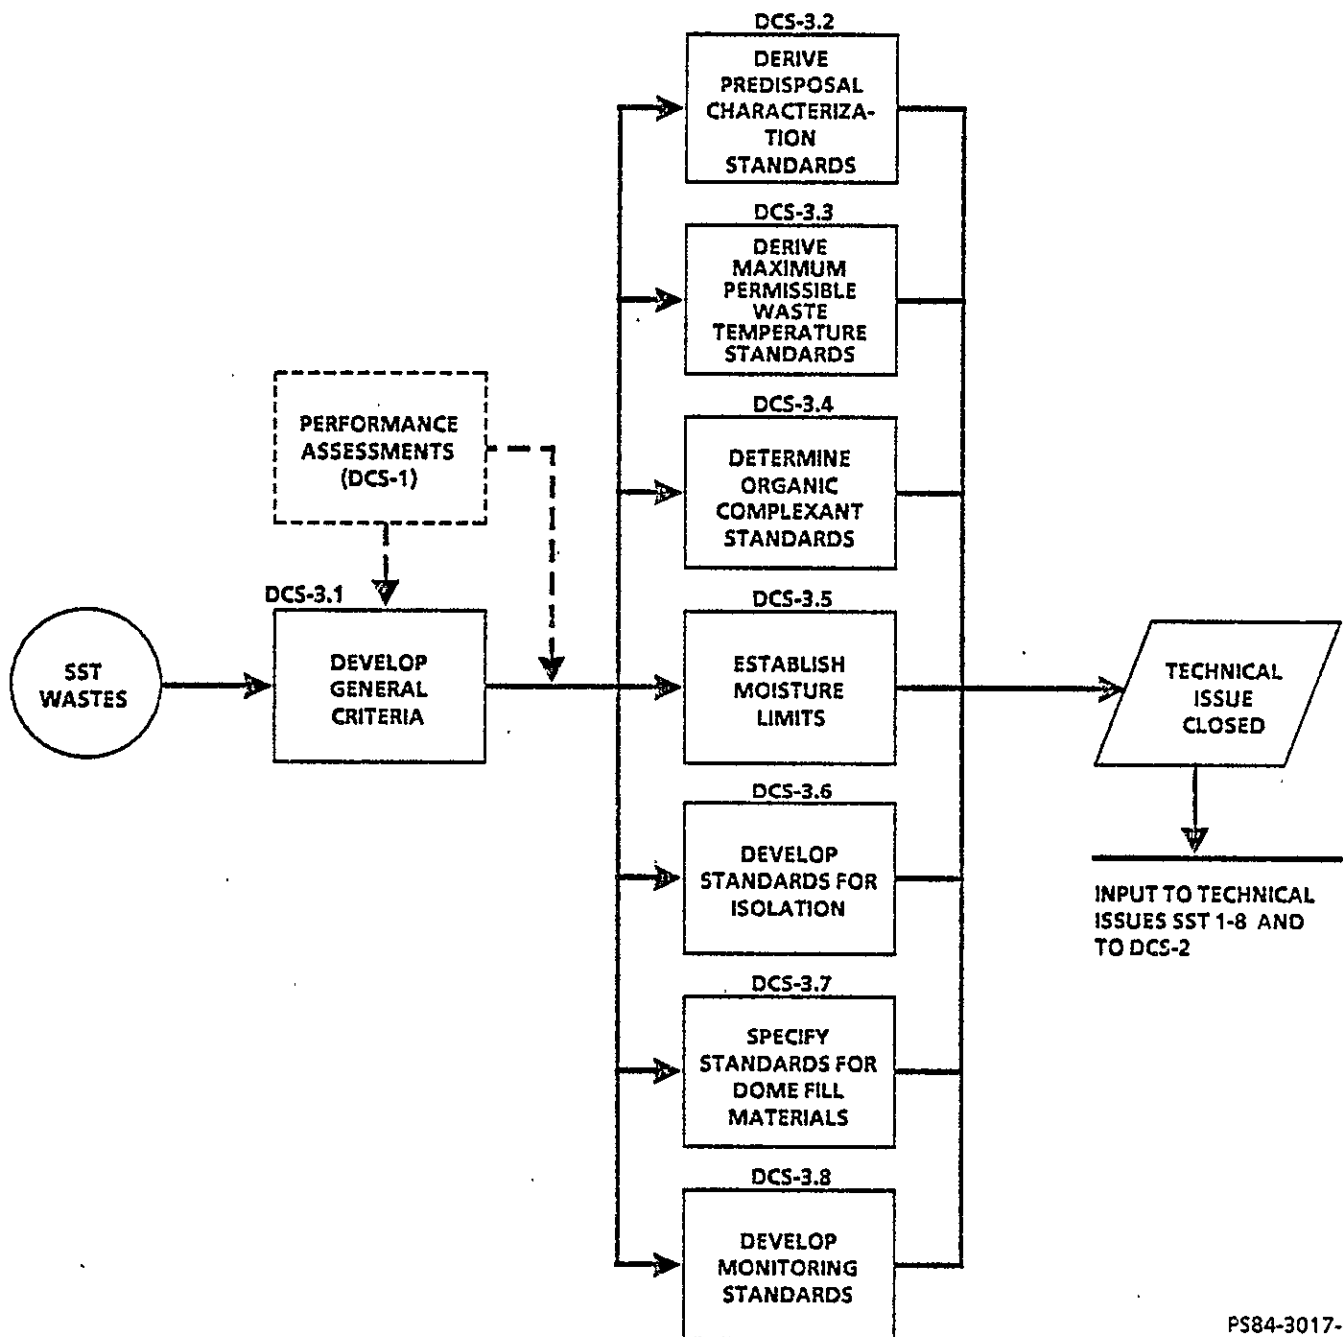 DCS-3.2
DERIVE
PREDISPOSAL
CHARACTERIZA-
TION
STANDARDS
DCS-3.3
DERIVE
MAXIMUM
PERMISSIBLE
WASTE
TEMPERATURE
STANDARDS
PERFORMANCE
ASSESSMENTS
(DCS-1)
DCS-3.4
DETERMINE
ORGANIC
COMPLEXANT
STANDARDS
SST
WASTES
DCS-3.1
DEVELOP
GENERAL
CRITERIA
DCS-3.5
ESTABLISH
MOISTURE
LIMITS
TECHNICAL
ISSUE
CLOSED
DCS-3.6
DEVELOP
STANDARDS FOR
ISOLATION
INPUT TO TECHNICAL
ISSUES SST 1-8 AND
TO DCS-2
DCS-3.7
SPECIFY
STANDARDS FOR
DOME FILL
MATERIALS
DCS-3.8
DEVELOP
MONITORING
STANDARDS
PS84-3017-